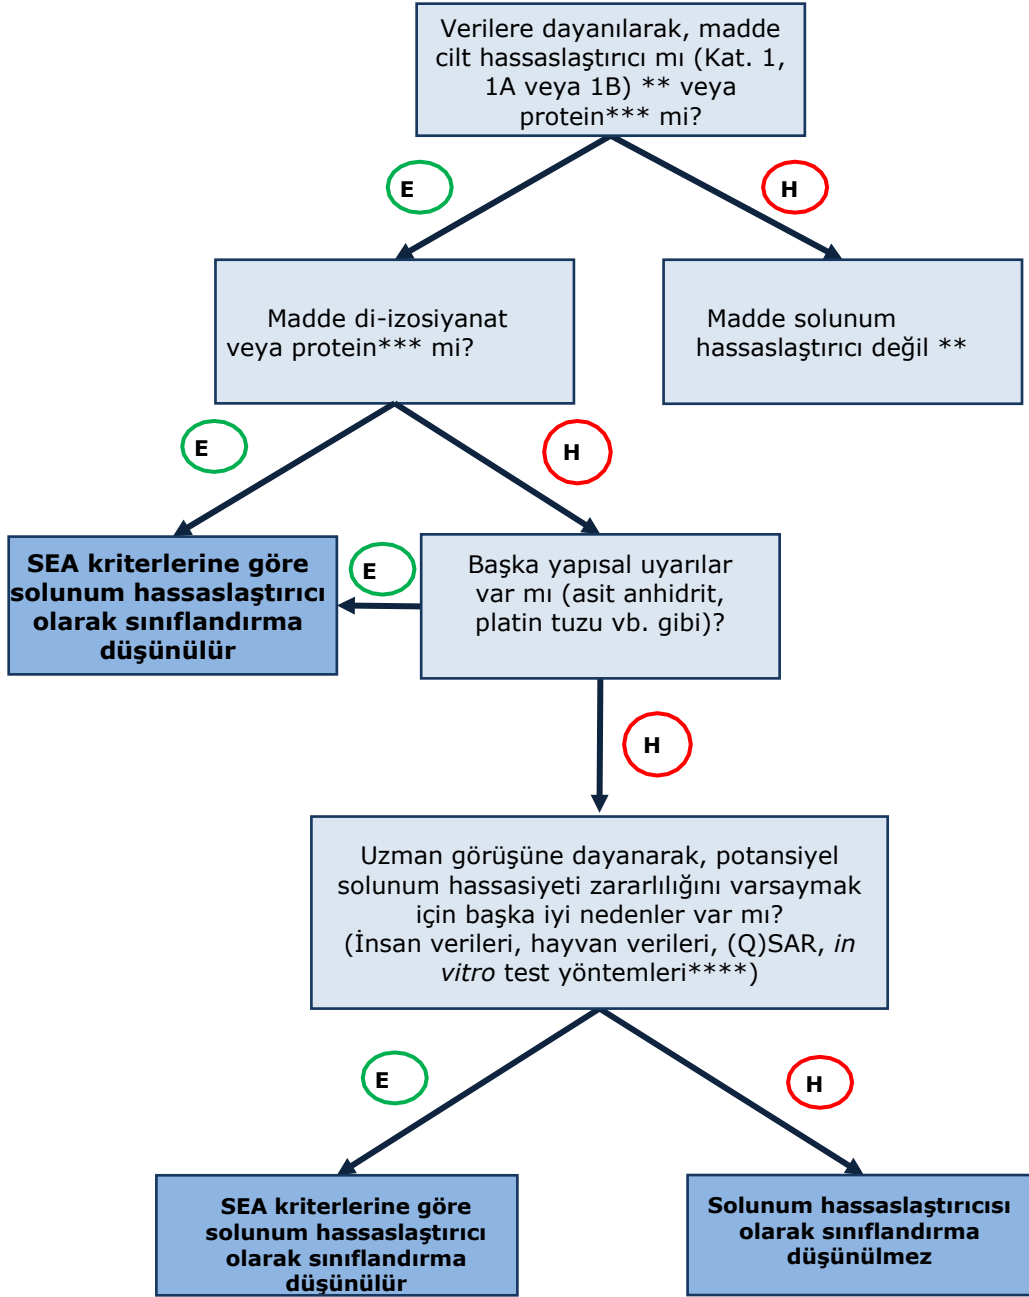 Verilere dayanılarak, madde
cilt hassaslaştırıcı mı (Kat. 1,
1A veya 1B) ** veya
protein*** mi?
E
H
Madde di-izosiyanat
veya protein*** mi?
Madde solunum
hassaslaştırıcı değil **
E
H
SEA kriterlerine göre
solunum hassaslaştırıcı
olarak sınıflandırma
düşünülür
E
Başka yapısal uyarılar
var mı (asit anhidrit,
platin tuzu vb. gibi)?
H
Uzman görüşüne dayanarak, potansiyel
solunum hassasiyeti zararlılığını varsaymak
için başka iyi nedenler var mı?
(İnsan verileri, hayvan verileri, (Q)SAR, in
vitro test yöntemleri****)
E
H
SEA kriterlerine göre
solunum hassaslaştırıcı
olarak sınıflandırma
düşünülür
Solunum hassaslaştırıcısı
olarak sınıflandırma
düşünülmez